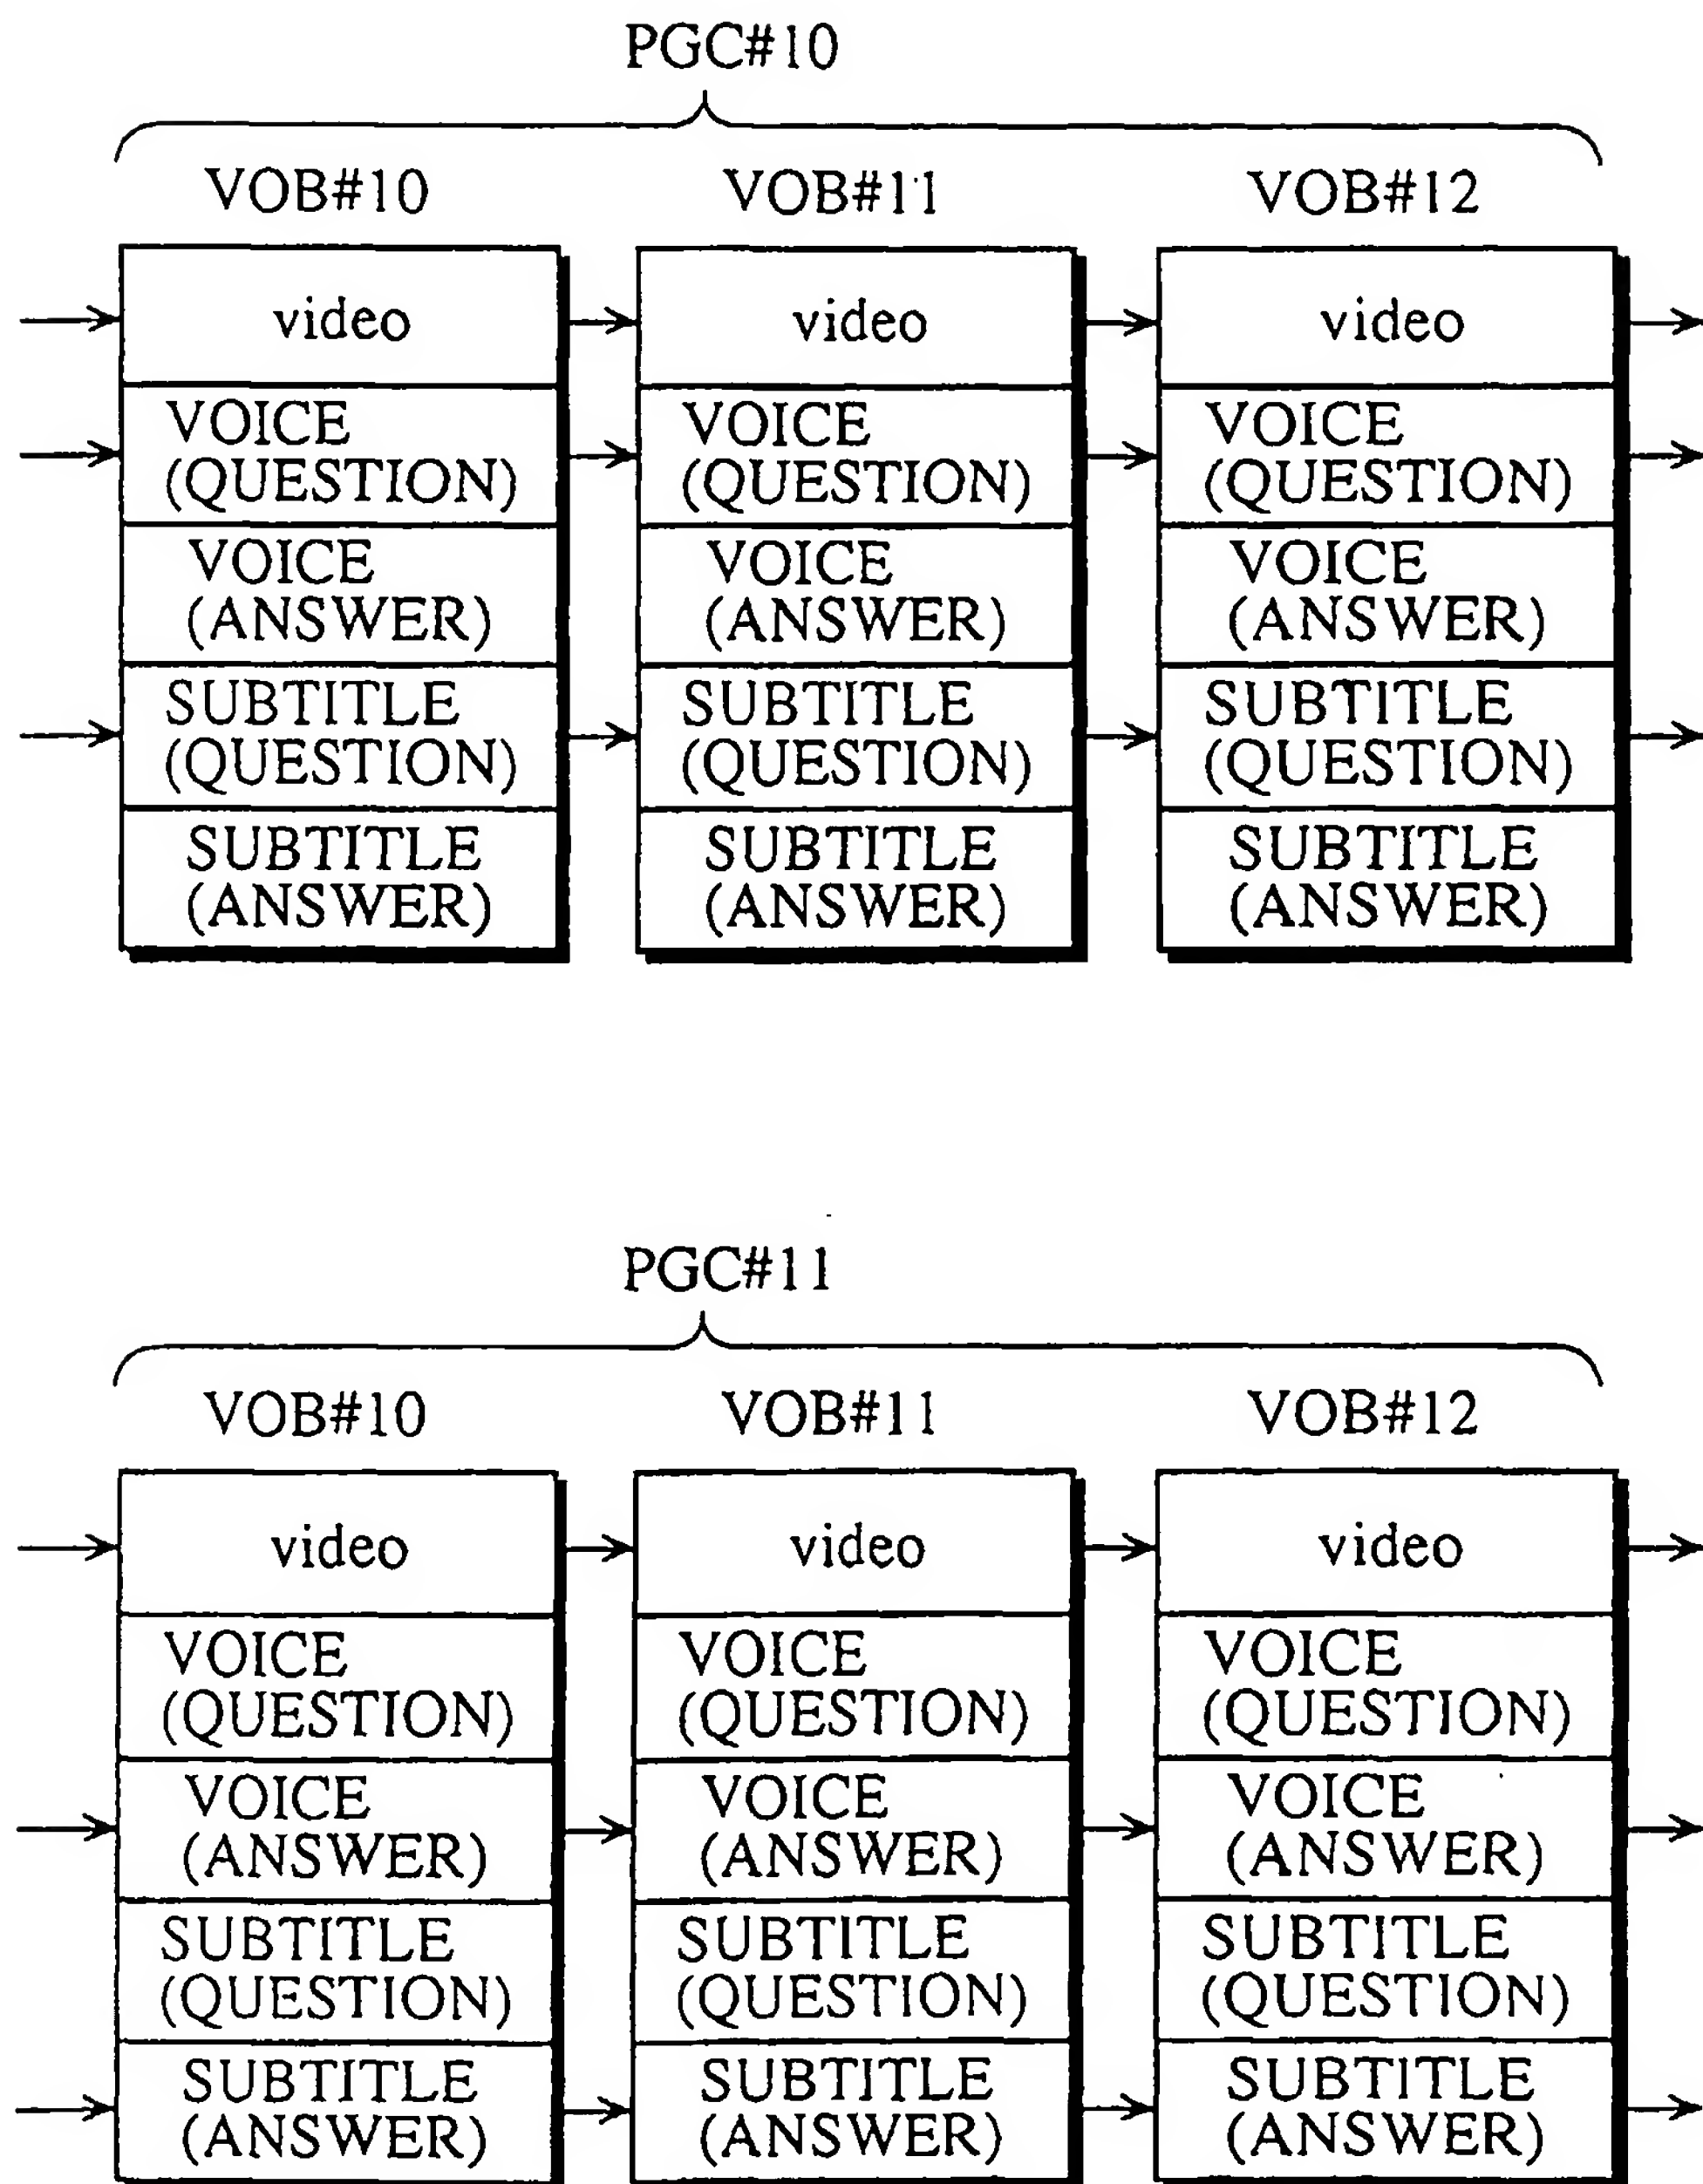 PGC#10
VOB#10 VOB#11 VOB#12
video video video
VOICE VOICE VOICE
(QUESTION) (QUESTION) (QUESTION)
VOICE VOICE VOICE
(ANSWER) (ANSWER) (ANSWER)
SUBTITLE SUBTITLE SUBTITLE
(QUESTION) (QUESTION) (QUESTION)
SUBTITLE SUBTITLE SUBTITLE
(ANSWER) (ANSWER) (ANSWER)
PGC#11
VOB#10 VOB#11 VOB#12
video video video
VOICE VOICE VOICE
(QUESTION) (QUESTION) (QUESTION)
VOICE VOICE VOICE
(ANSWER) (ANSWER) (ANSWER)
SUBTITLE SUBTITLE SUBTITLE
(QUESTION) (QUESTION) (QUESTION)
SUBTITLE SUBTITLE SUBTITLE
(ANSWER) (ANSWER) (ANSWER)